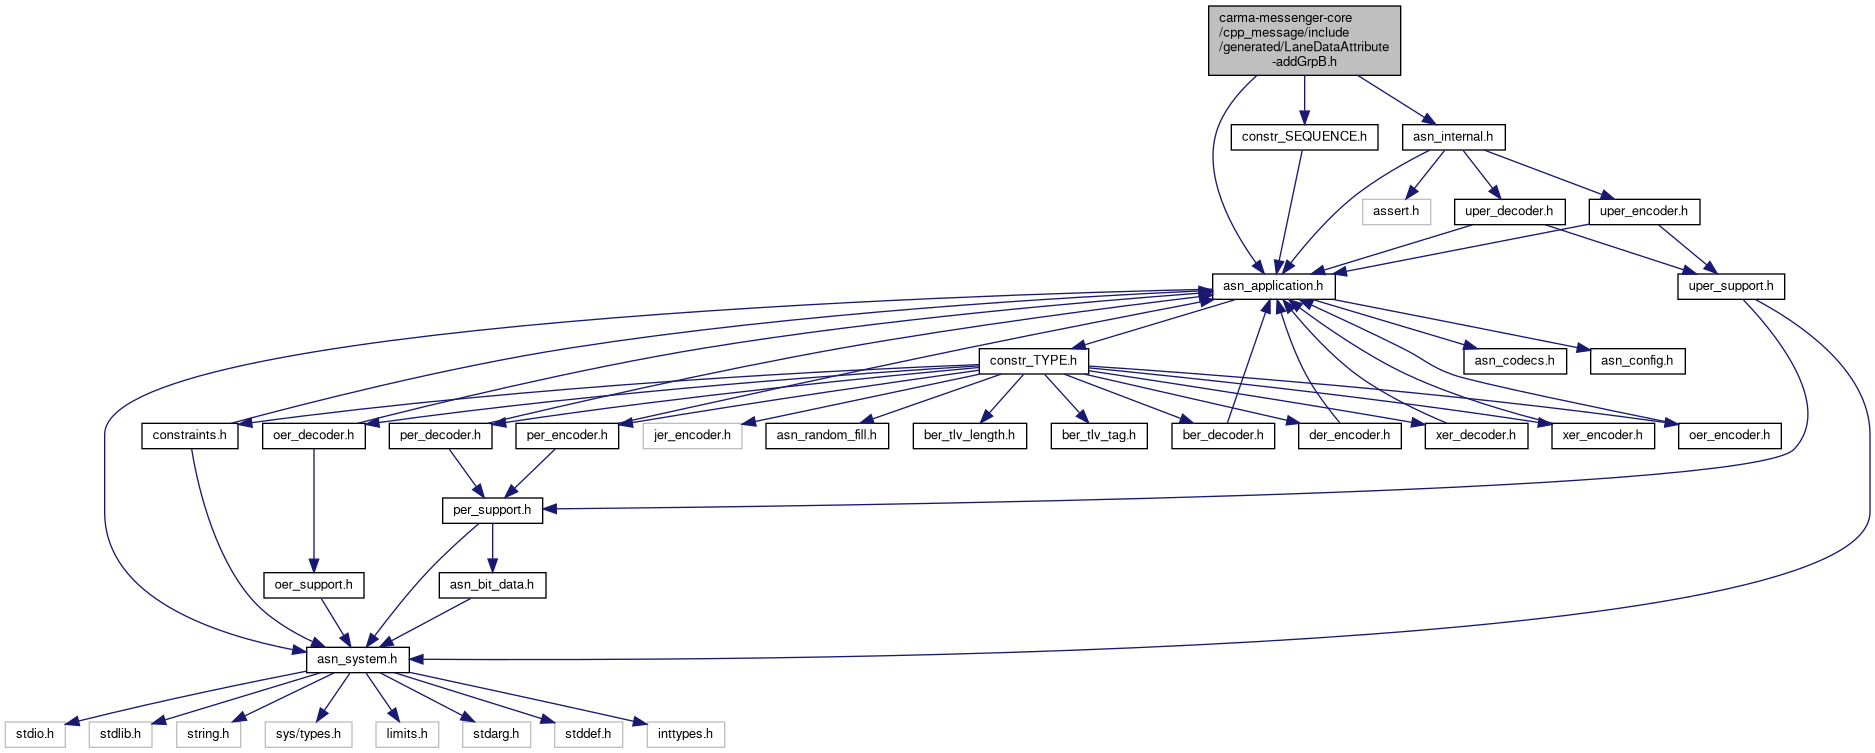 carma-messenger-core
/cpp_message/include
/generated/LaneDataAttribute
-addGrpB.h
constr_SEQUENCE.h
asn_internal.h
assert.h
uper_decoder.h
uper_encoder.h
asn_application.h
uper_support.h
constr_TYPE.h
asn_codecs.h
asn_config.h
constraints.h
oer_decoder.h
per_decoder.h
per_encoder.h
jer_encoder.h
asn_random_fill.h
ber_tlv_length.h
ber_tlv_tag.h
ber_decoder.h
der_encoder.h
xer_decoder.h
xer_encoder.h
oer_encoder.h
per_support.h
oer_support.h
asn_bit_data.h
asn_system.h
stdio.h
stdlib.h
string.h
sys/types.h
limits.h
stdarg.h
stddef.h
inttypes.h